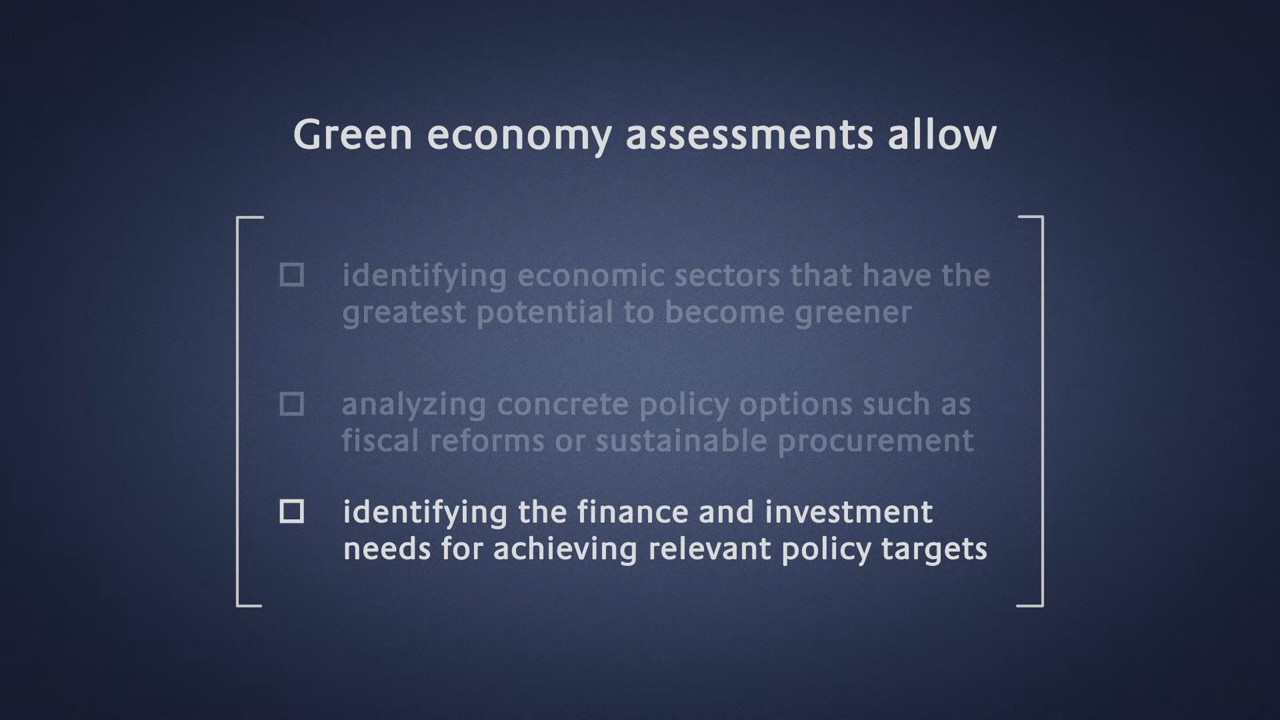 Green economy assessments allow
identifying economic sectors that have the
greatest potential to become greener
analyzing concrete policy options such as
fiscal reforms or sustainable procurement
identifying the finance and investment
needs for achieving relevant policy targets